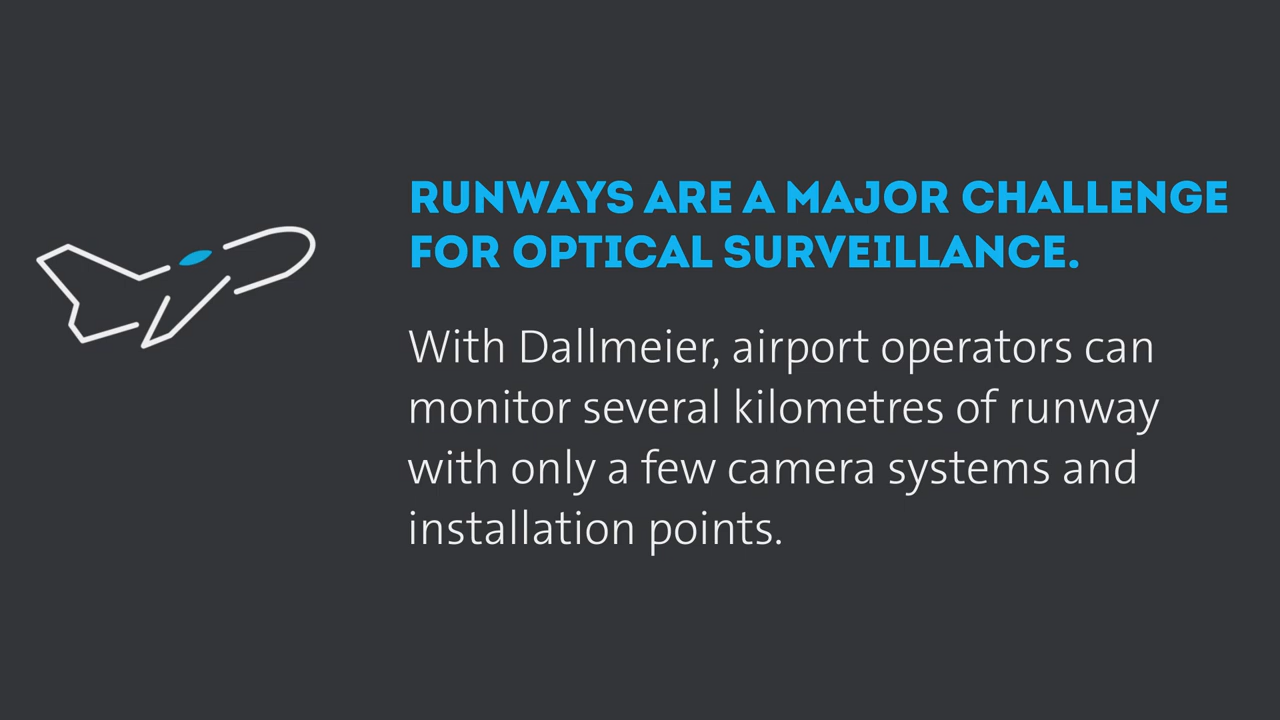 RUNWAYS ARE A MAJOR CHALLENGE
FOR OPTICAL SURVEILLANCE.
With Dallmeier, airport operators can
monitor several kilometres of runway
with only a few camera systems and
installation points.